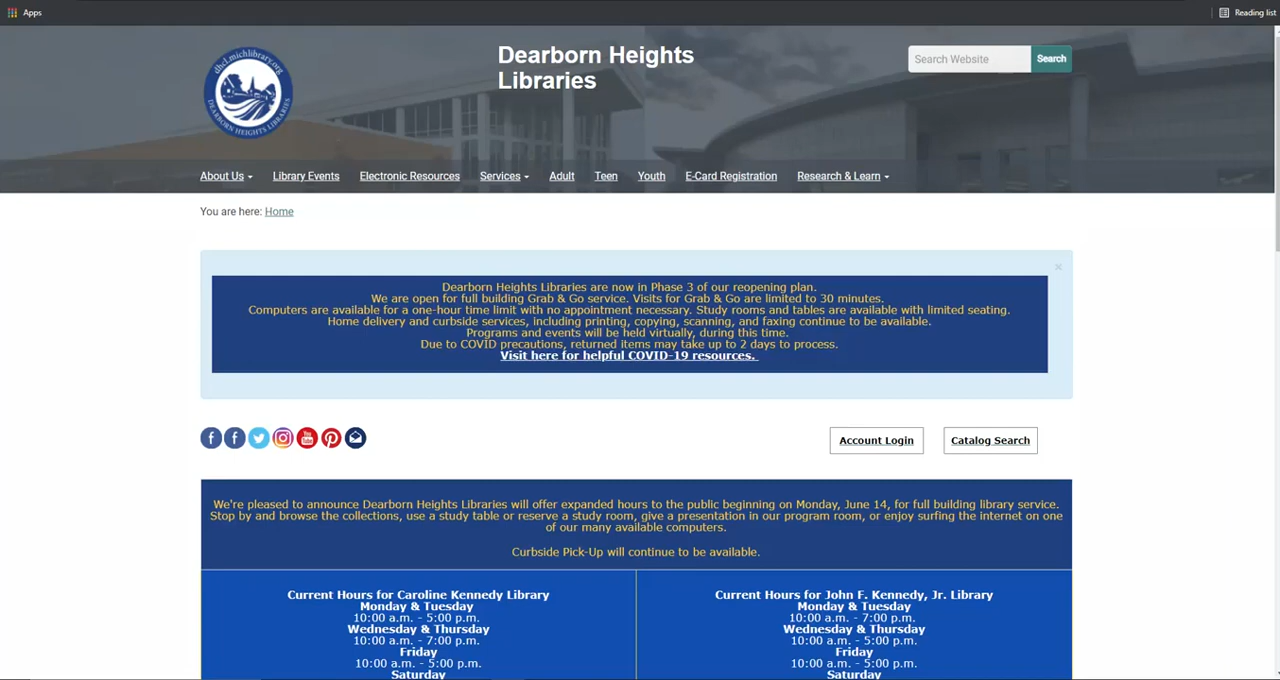 Apps
Reading list
Dearborn Heights
Libraries
Search Website
Search
dhcl.michlibrary.org
DEARBORN HEIGHTS LIBRARIES
About Us
Library Events
Electronic Resources
Services
Adult
Teen
Youth
E-Card Registration
Research & Learn
You are here: Home
×
Dearborn Heights Libraries are now in Phase 3 of our reopening plan.
We are open for full building Grab & Go service. Visits for Grab & Go are limited to 30 minutes.
Computers are available for a one-hour time limit with no appointment necessary. Study rooms and tables are available with limited seating.
Home delivery and curbside services, including printing, copying, scanning, and faxing continue to be available.
Programs and events will be held virtually, during this time.
Due to COVID precautions, returned items may take up to 2 days to process.
Visit here for helpful COVID-19 resources.
You Tube
Account Login
Catalog Search
We're pleased to announce Dearborn Heights Libraries will offer expanded hours to the public beginning on Monday, June 14, for full building library service.
Stop by and browse the collections, use a study table or reserve a study room, give a presentation in our program room, or enjoy surfing the internet on one
of our many available computers.
Curbside Pick-Up will continue to be available.
Current Hours for Caroline Kennedy Library
Monday & Tuesday
10:00 a.m. - 5:00 p.m.
Wednesday & Thursday
10:00 a.m. - 7:00 p.m.
Friday
10:00 a.m. - 5:00 p.m.
Saturday
Current Hours for John F. Kennedy, Jr. Library
Monday & Tuesday
10:00 a.m. - 7:00 p.m.
Wednesday & Thursday
10:00 a.m. - 5:00 p.m.
Friday
10:00 a.m. - 5:00 p.m.
Saturday